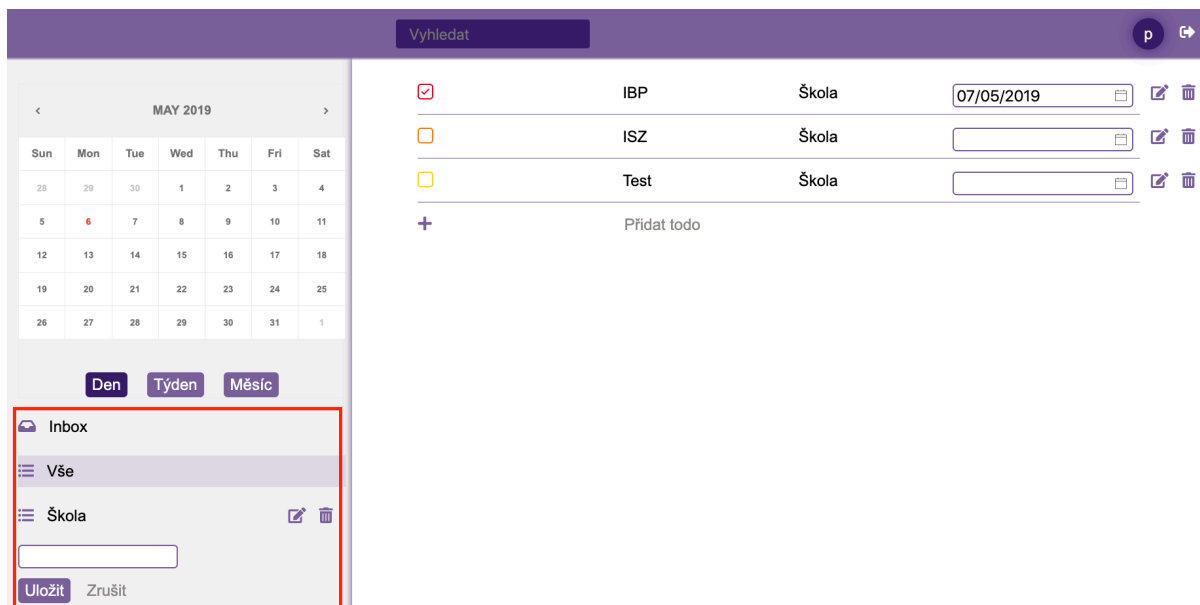 Vyhledat
p
‹ MAY 2019 ›
Sun Mon Tue Wed Thu Fri Sat
28 29 30 1 2 3 4
5 6 7 8 9 10 11
12 13 14 15 16 17 18
19 20 21 22 23 24 25
26 27 28 29 30 31 1
Den Týden Měsíc
Inbox
Vše
Škola
Uložit Zrušit
IBP Škola 07/05/2019
ISZ Škola
Test Škola
Přidat todo